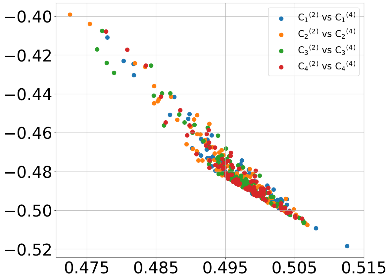 −0.40
−0.42
−0.44
−0.46
−0.48
−0.50
−0.52
C₁⁽²⁾ vs C₁⁽⁴⁾
C₂⁽²⁾ vs C₂⁽⁴⁾
C₃⁽²⁾ vs C₃⁽⁴⁾
C₄⁽²⁾ vs C₄⁽⁴⁾
0.475 0.485 0.495 0.505 0.515